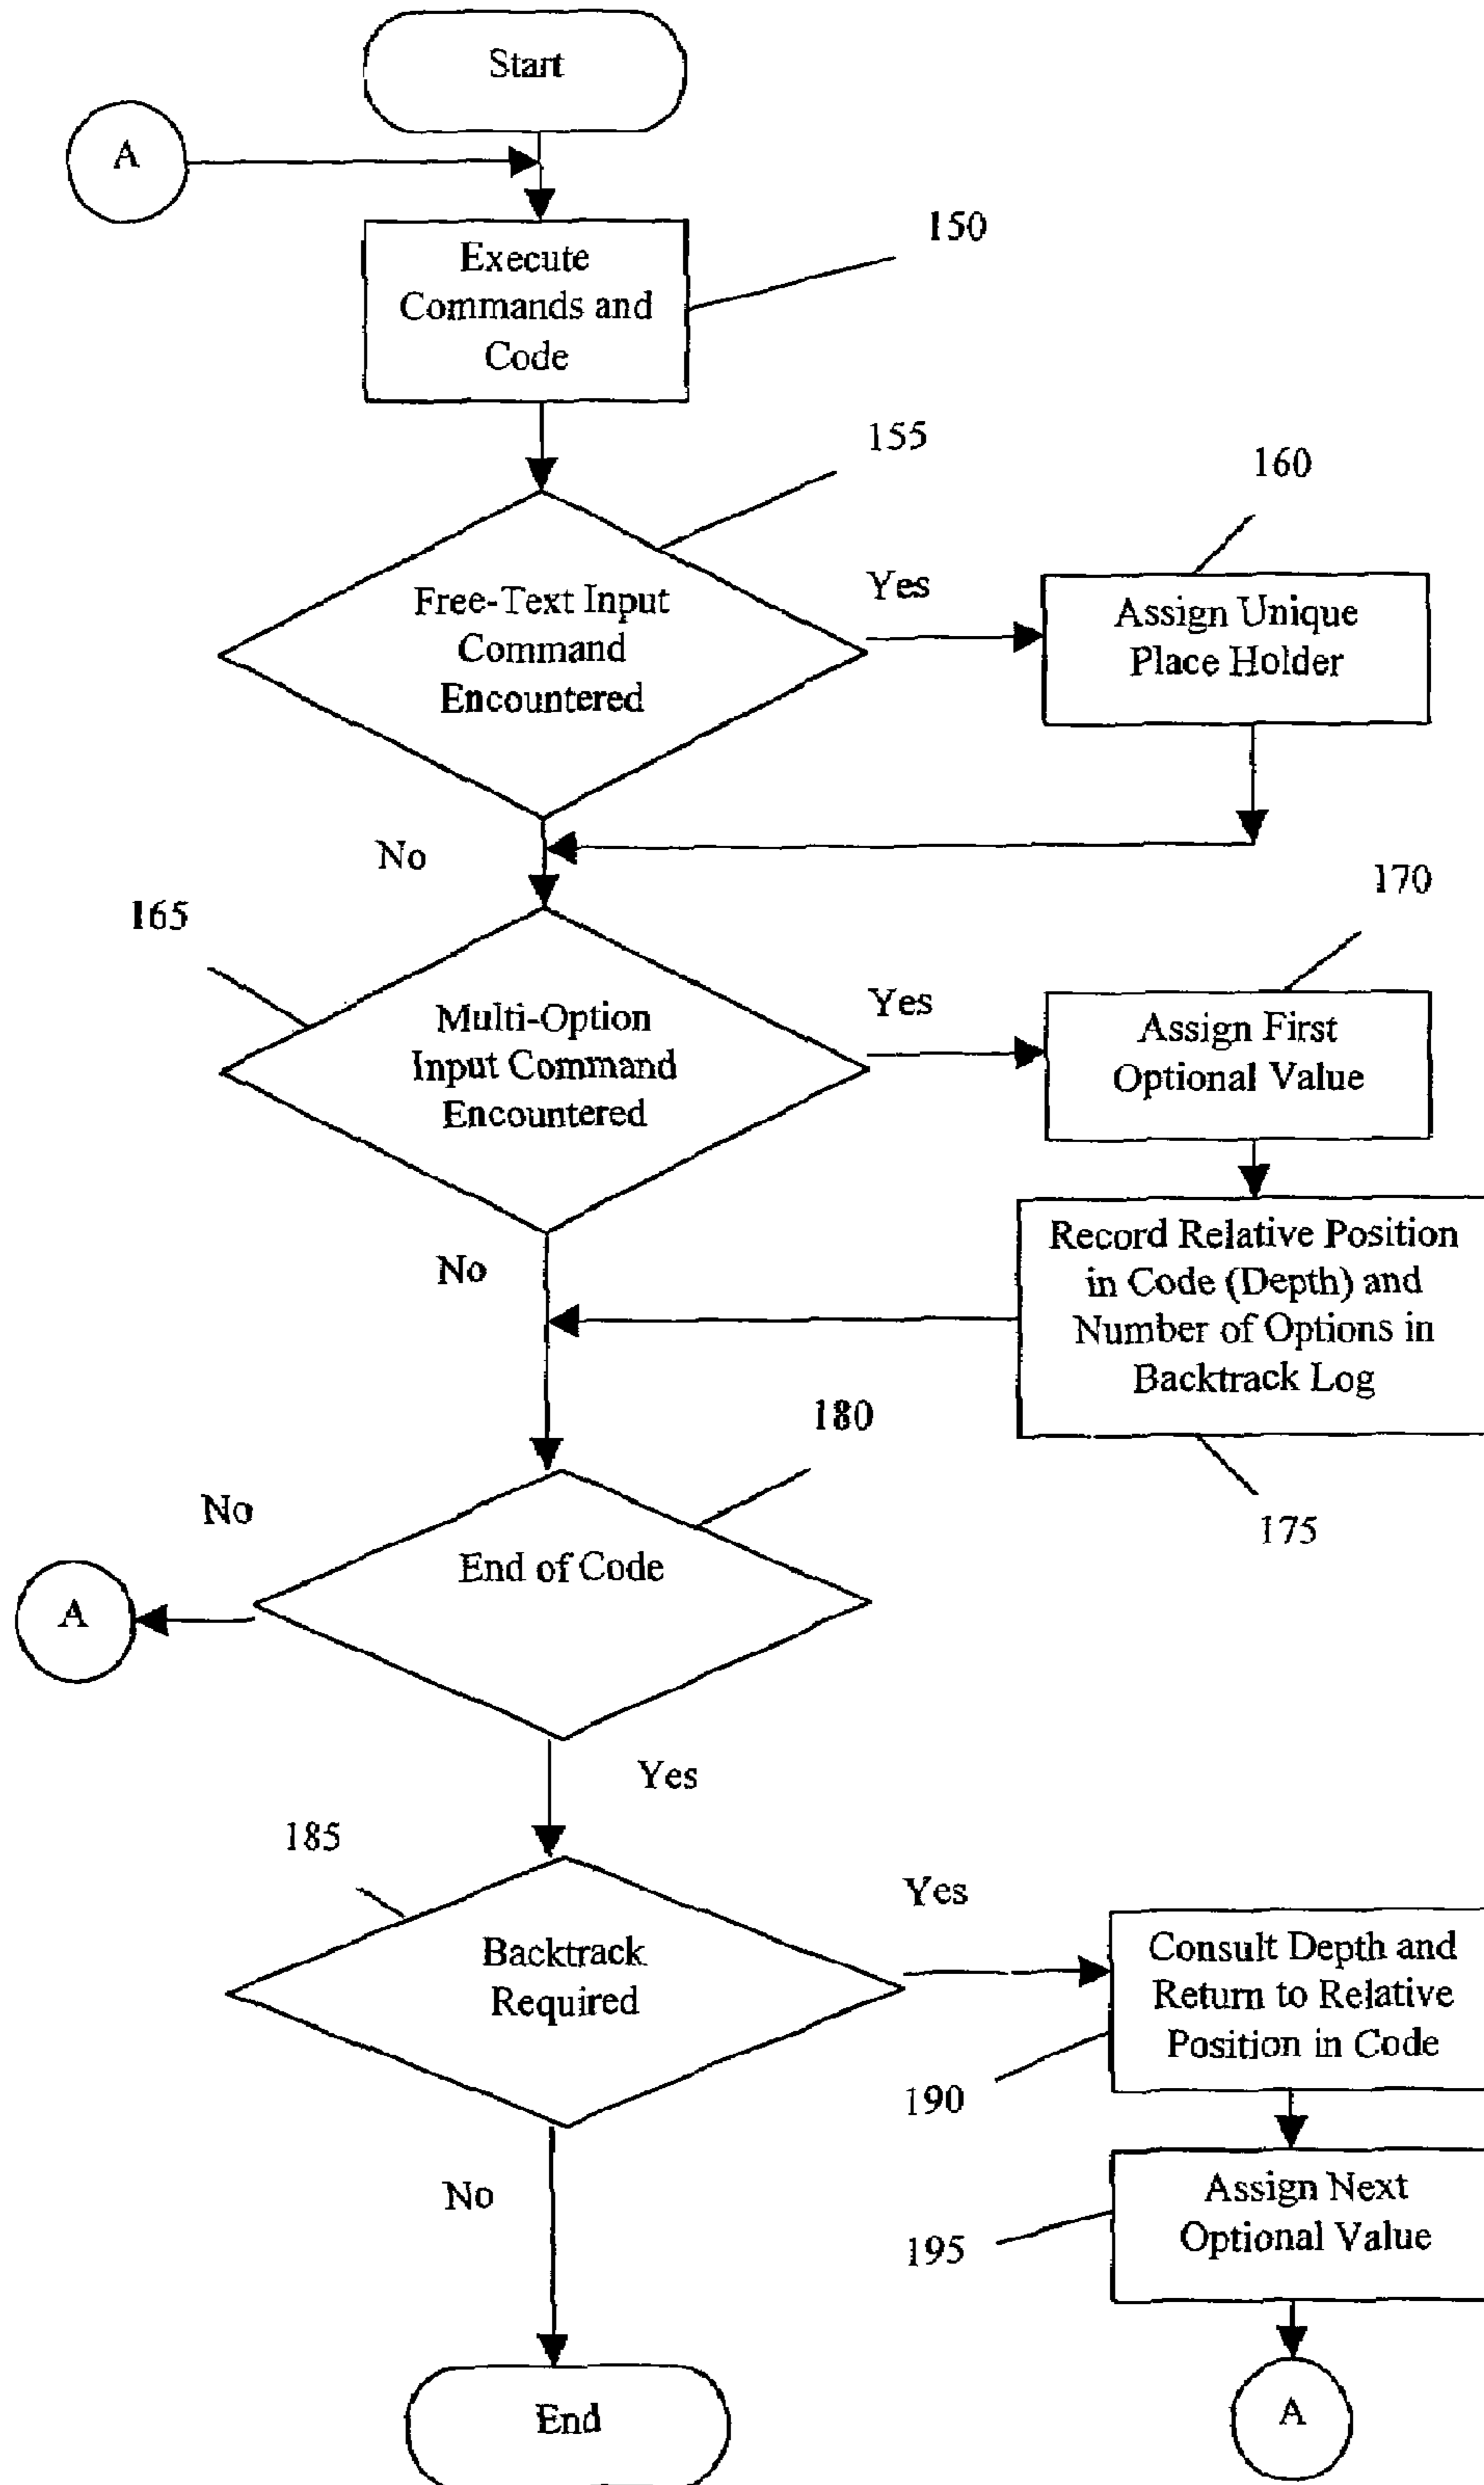 Start
A
150
Execute
Commands and
Code
155
160
Free-Text Input
Command
Encountered
Yes
Assign Unique
Place Holder
No
165
170
Multi-Option
Input Command
Encountered
Yes
Assign First
Optional Value
No
Record Relative Position
in Code (Depth) and
Number of Options in
Backtrack Log
180
175
No
End of Code
A
Yes
185
Backtrack
Required
Yes
Consult Depth and
Return to Relative
Position in Code
190
No
Assign Next
Optional Value
195
End
A